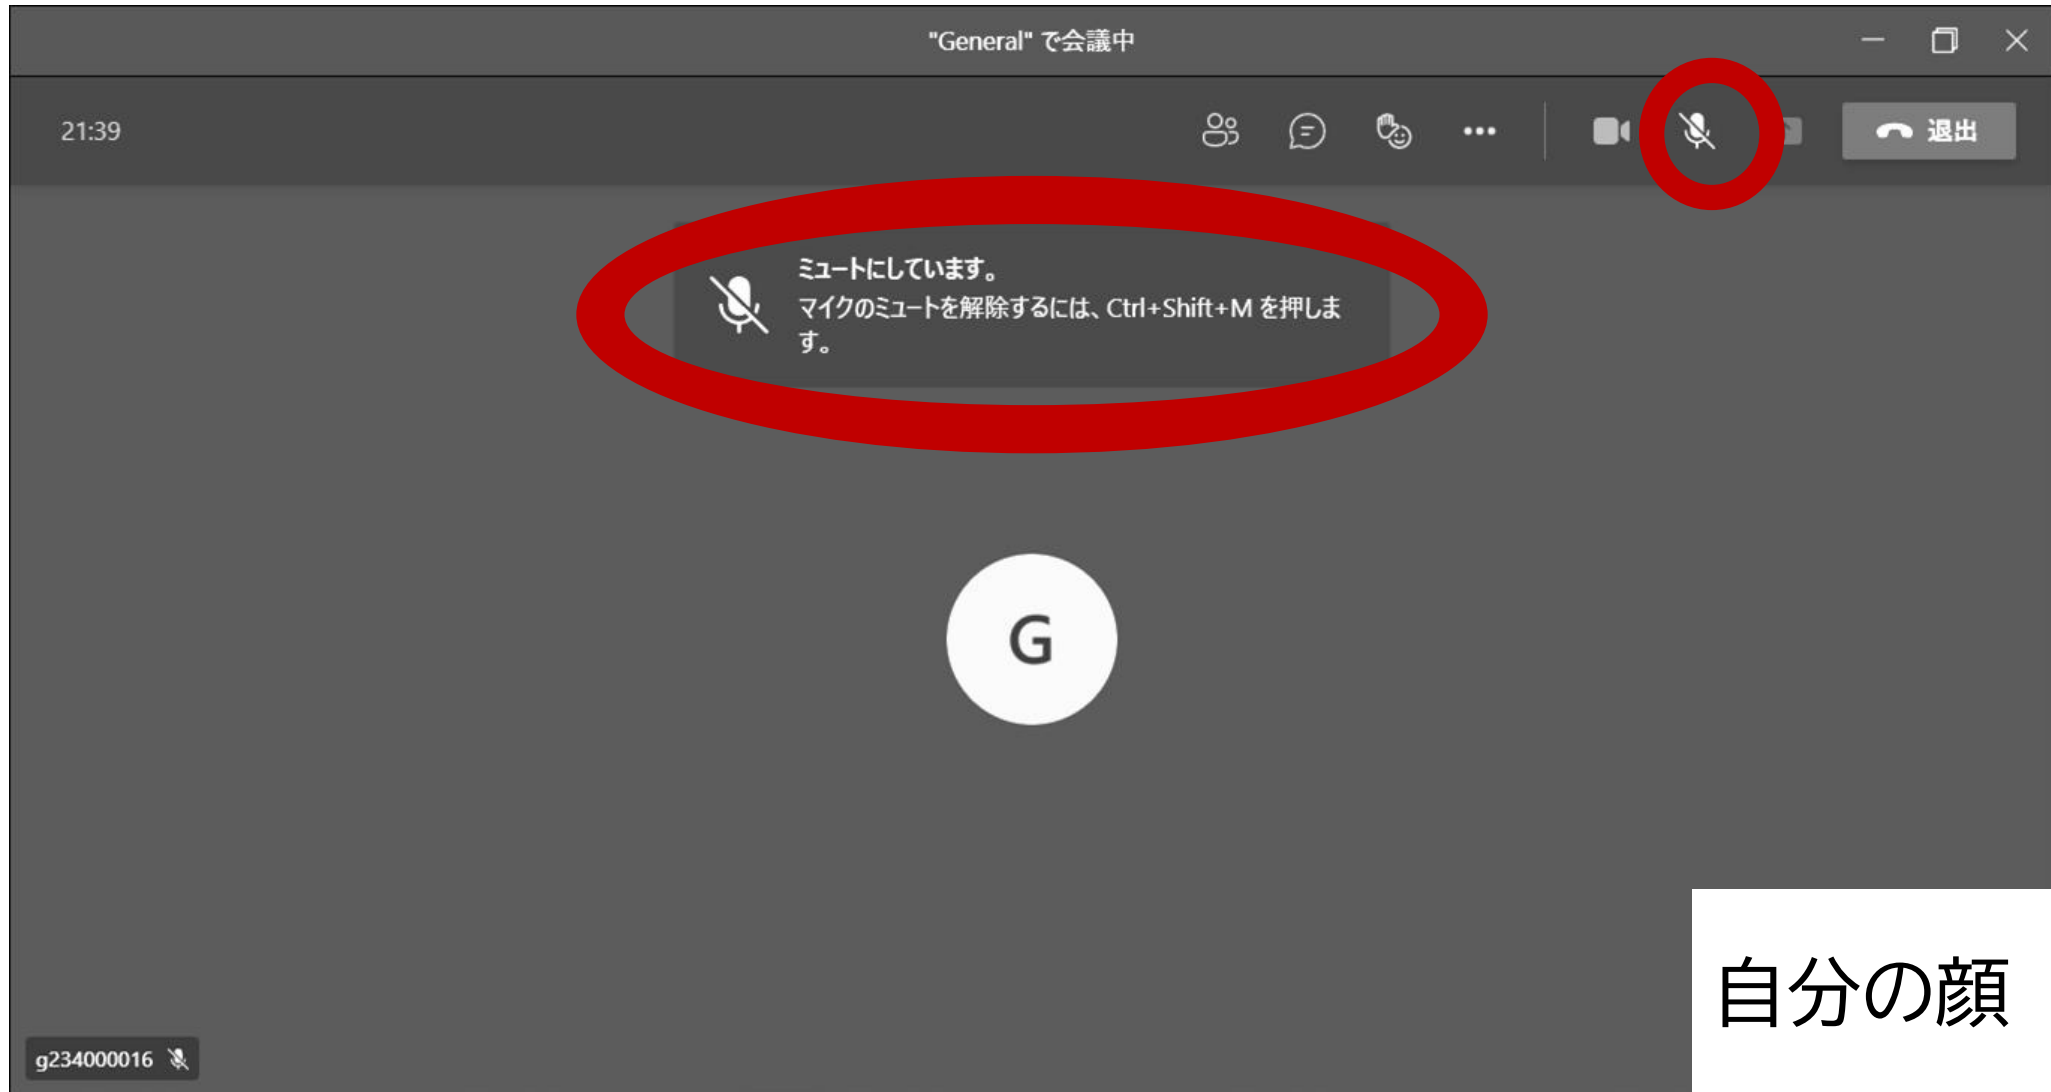 "General" で会議中
21:39
退出
ミュートにしています。
マイクのミュートを解除するには、Ctrl+Shift+M を押しま
す。
G
自分の顔
g234000016